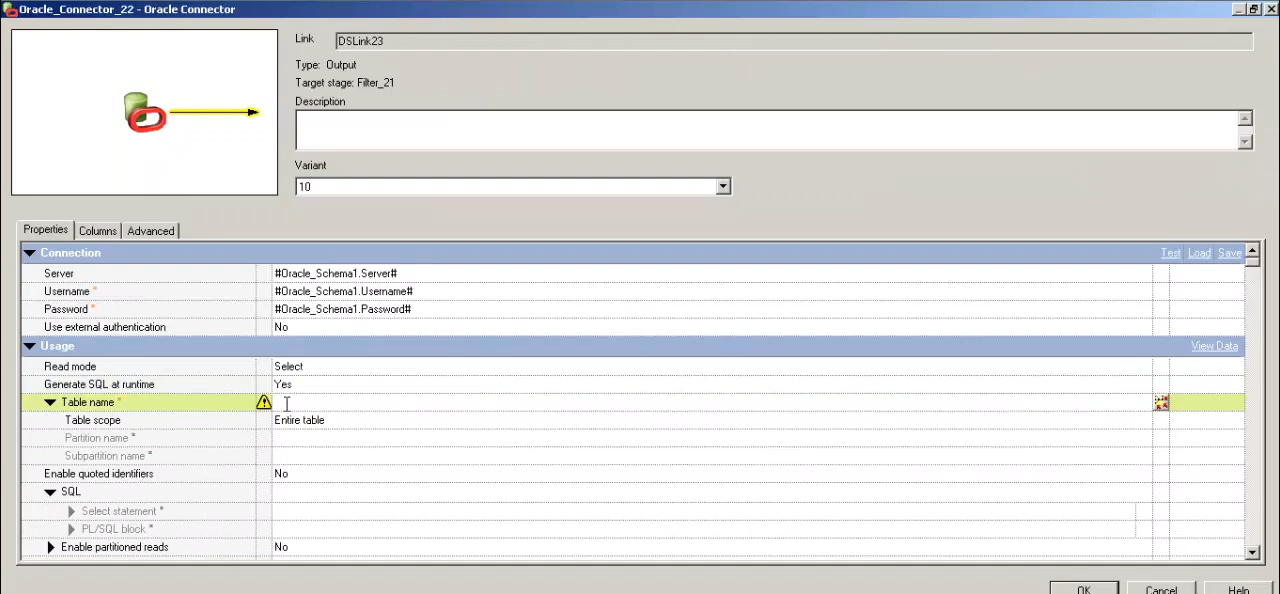 Oracle_Connector_22 - Oracle Connector
Link DSLink23
Type: Output
Target stage: Filter_21
Description
Variant
10
Properties Columns Advanced
Connection Test Load Save
Server #Oracle_Schema1.Server#
Username * #Oracle_Schema1.Username#
Password * #Oracle_Schema1.Password#
Use external authentication No
Usage View Data
Read mode Select
Generate SQL at runtime Yes
Table name *
Table scope Entire table
Partition name *
Subpartition name *
Enable quoted identifiers No
SQL
Select statement *
PL/SQL block *
Enable partitioned reads No
OK Cancel Help